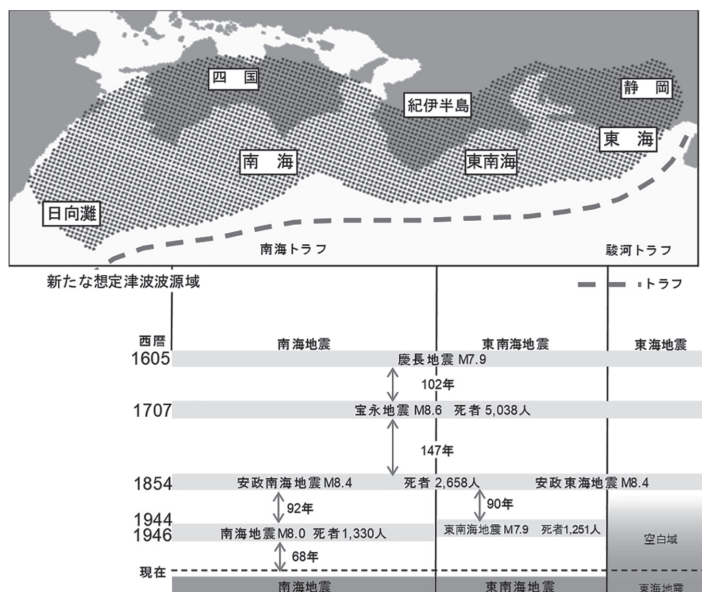 四　国
紀伊半島
静　岡
南　海
東南海
東　海
日向灘
南海トラフ
駿河トラフ
新たな想定津波波源域
トラフ
西暦
南海地震
東南海地震
東海地震
1605
慶長地震 M7.9
102年
1707
宝永地震 M8.6　死者 5,038人
147年
1854
安政南海地震M8.4
死者 2,658人
安政東海地震 M8.4
92年
90年
1944
東南海地震M7.9　死者1,251人
1946
南海地震M8.0 死者1,330人
空白域
68年
現在
南海地震
東南海地震
東海地震